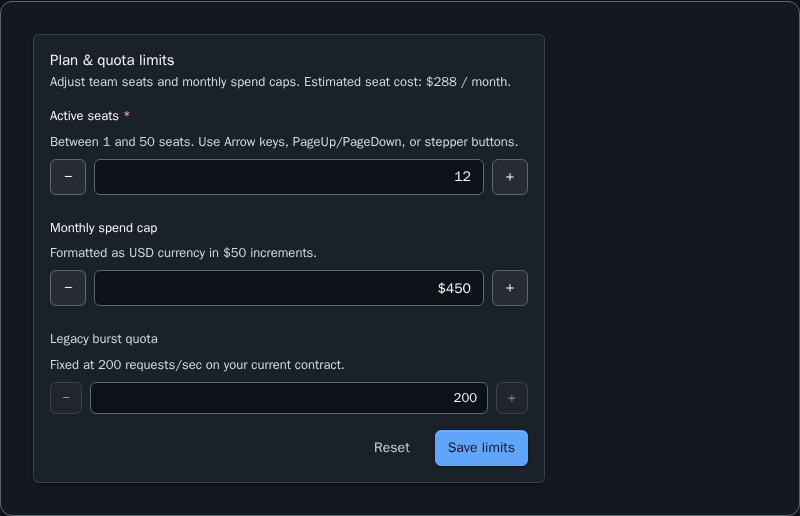 Plan & quota limits
Adjust team seats and monthly spend caps. Estimated seat cost: $288 / month.
Active seats *
Between 1 and 50 seats. Use Arrow keys, PageUp/PageDown, or stepper buttons.
− 12 +
Monthly spend cap
Formatted as USD currency in $50 increments.
− $450 +
Legacy burst quota
Fixed at 200 requests/sec on your current contract.
− 200 +
Reset Save limits